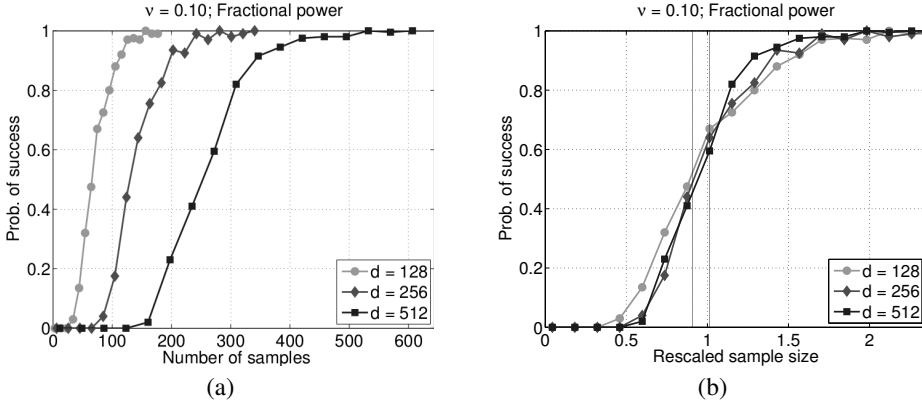 ν = 0.10; Fractional power
Prob. of success
1
0.8
0.6
0.4
0.2
0
0 100 200 300 400 500 600
Number of samples
d = 128
d = 256
d = 512
(a)
ν = 0.10; Fractional power
Prob. of success
1
0.8
0.6
0.4
0.2
0
0.5 1 1.5 2
Rescaled sample size
d = 128
d = 256
d = 512
(b)